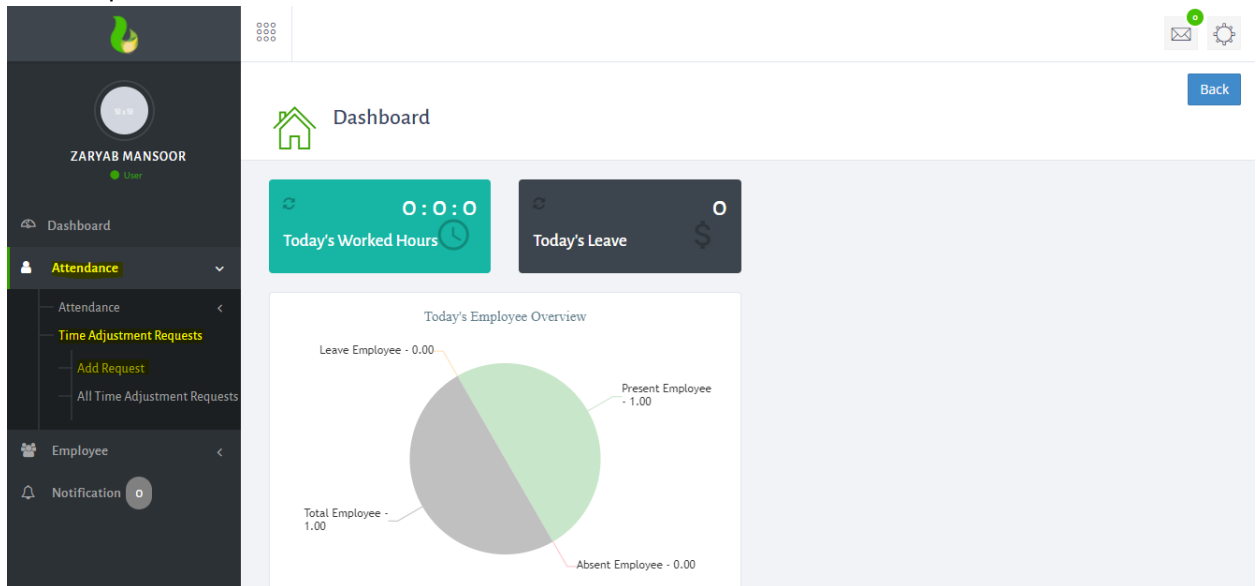 ZARYAB MANSOOR
User
Dashboard
Attendance
Attendance
Time Adjustment Requests
Add Request
All Time Adjustment Requests
Employee
Notification 0
0
Back
Dashboard
0:0:0
Today's Worked Hours
0
Today's Leave
$
Today's Employee Overview
Leave Employee - 0.00
Present Employee
- 1.00
Total Employee -
1.00
Absent Employee - 0.00